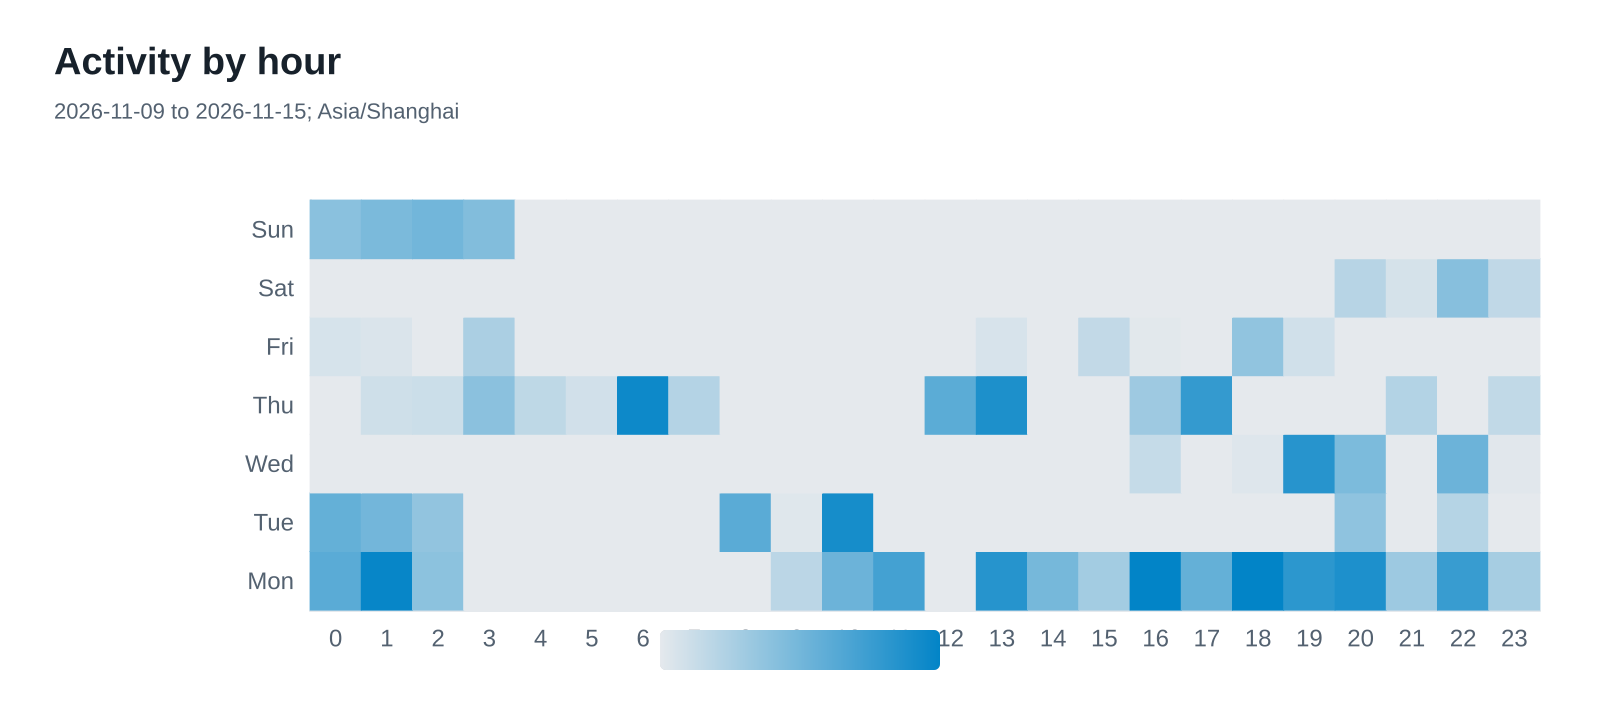 Activity by hour
2026-11-09 to 2026-11-15; Asia/Shanghai
Sun
Sat
Fri
Thu
Wed
Tue
Mon
0 1 2 3 4 5 6 12 13 14 15 16 17 18 19 20 21 22 23